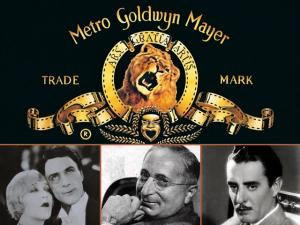 Metro Goldwyn Mayer
ARS GRATIA ARTIS
TRADE MARK
®